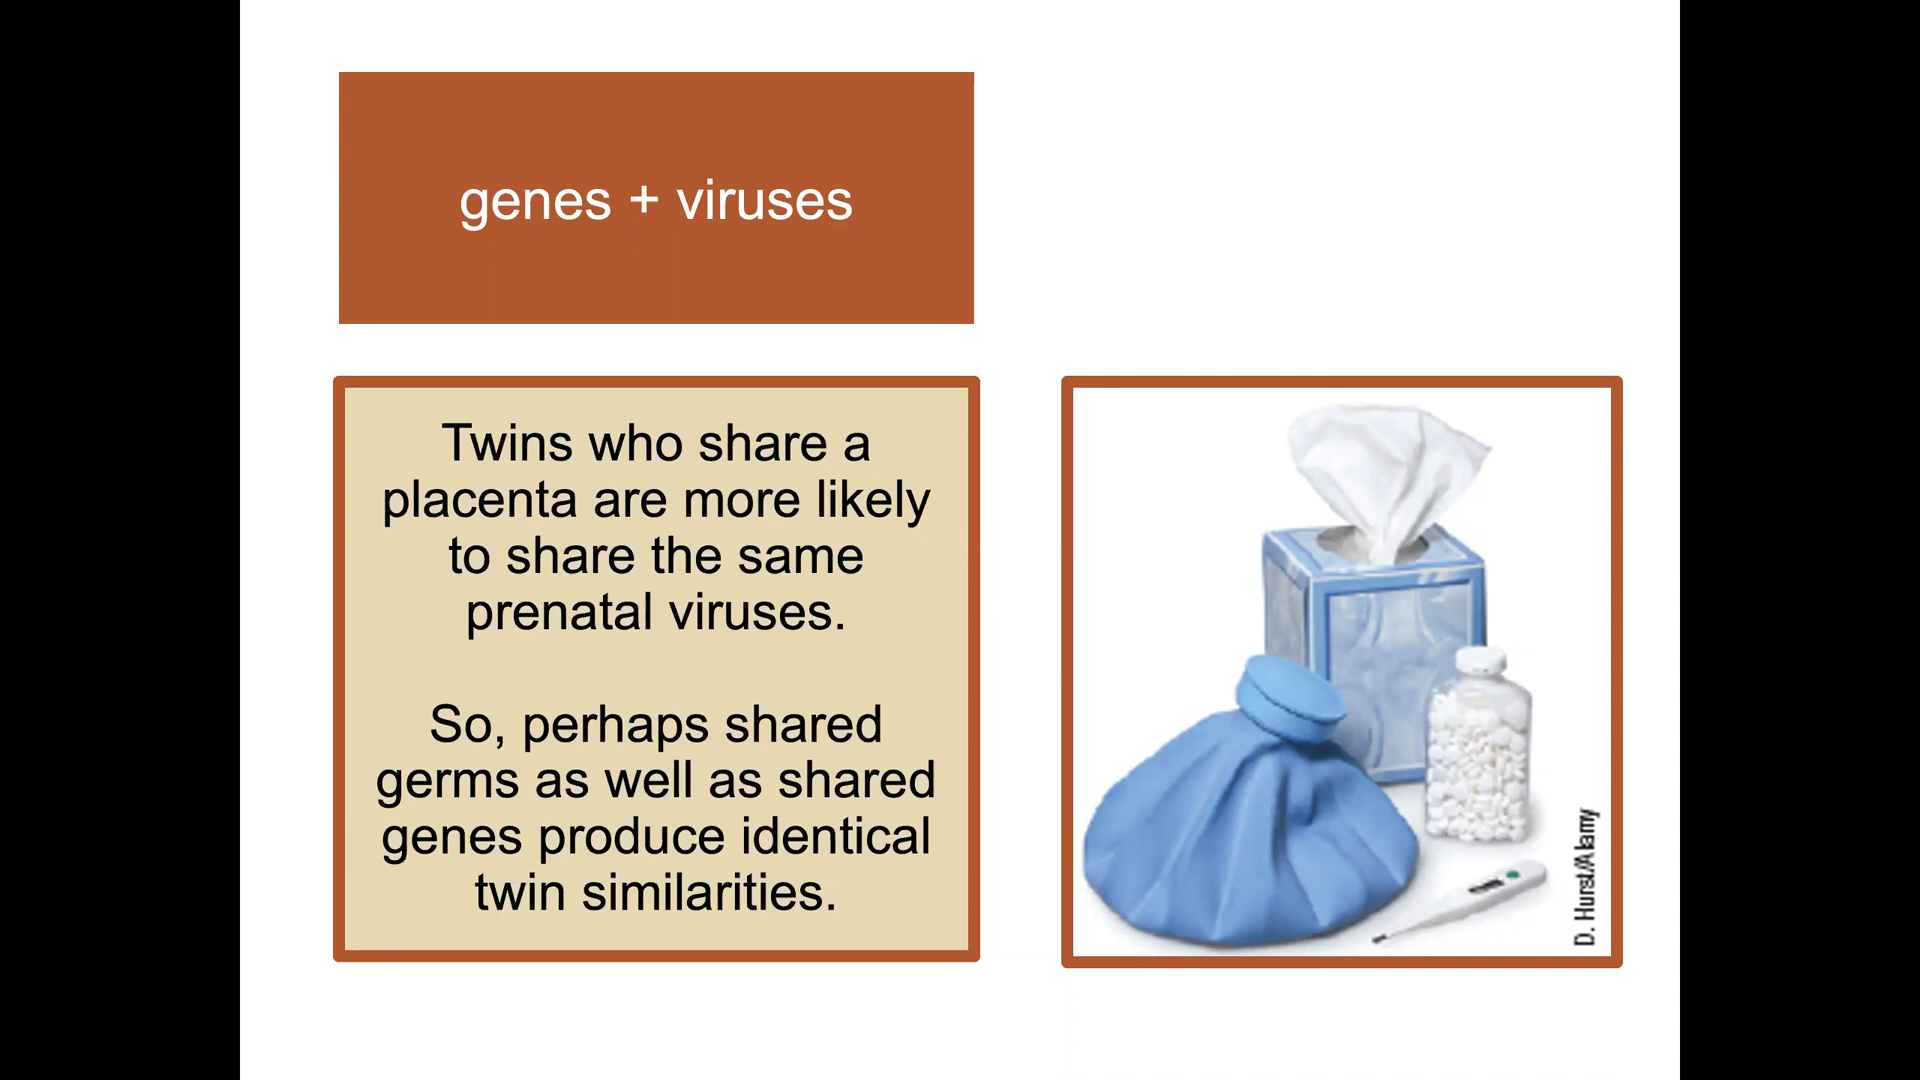 genes + viruses
Twins who share a
placenta are more likely
to share the same
prenatal viruses.
So, perhaps shared
germs as well as shared
genes produce identical
twin similarities.
D. Hurst/Alamy